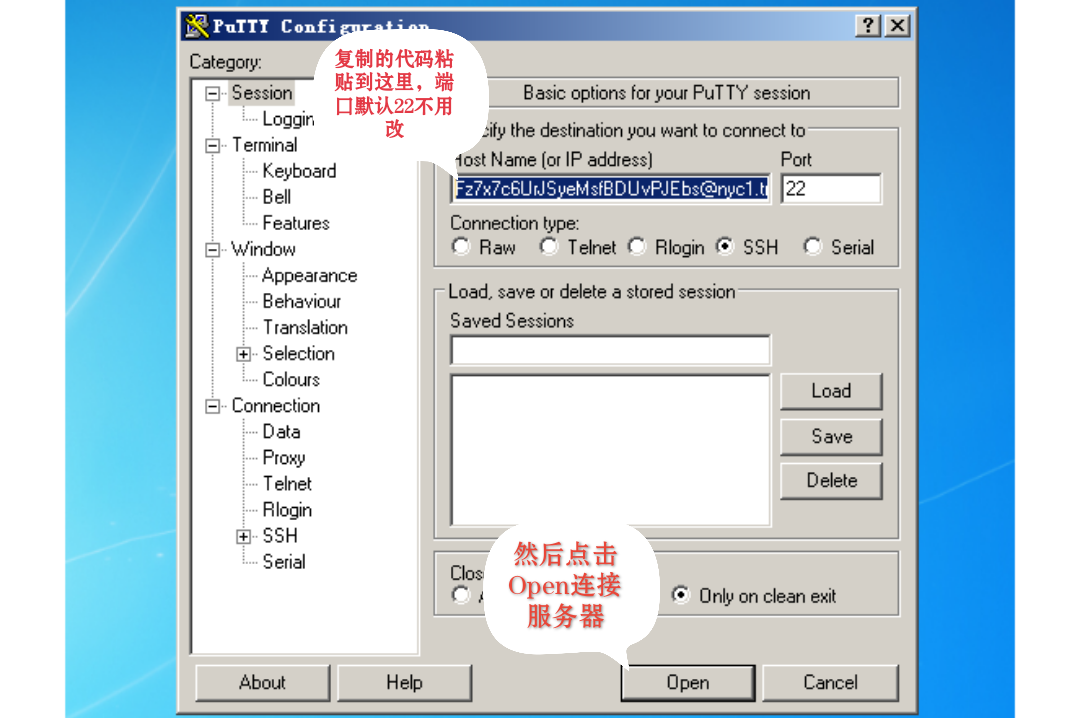 PuTTY Configuration
Category:
Session
Loggin
Terminal
Keyboard
Bell
Features
Window
Appearance
Behaviour
Translation
Selection
Colours
Connection
Data
Proxy
Telnet
Rlogin
SSH
Serial
复制的代码粘
贴到这里，端
口默认22不用
改
Basic options for your PuTTY session
cify the destination you want to connect to
Host Name (or IP address)
Port
Fz7x7c6UrJSyeMsfBDUvPJEbs@nyc1.t
22
Connection type:
Raw
Telnet
Rlogin
SSH
Serial
Load, save or delete a stored session
Saved Sessions
Load
Save
Delete
Clos
Only on clean exit
然后点击
Open连接
服务器
About
Help
Open
Cancel